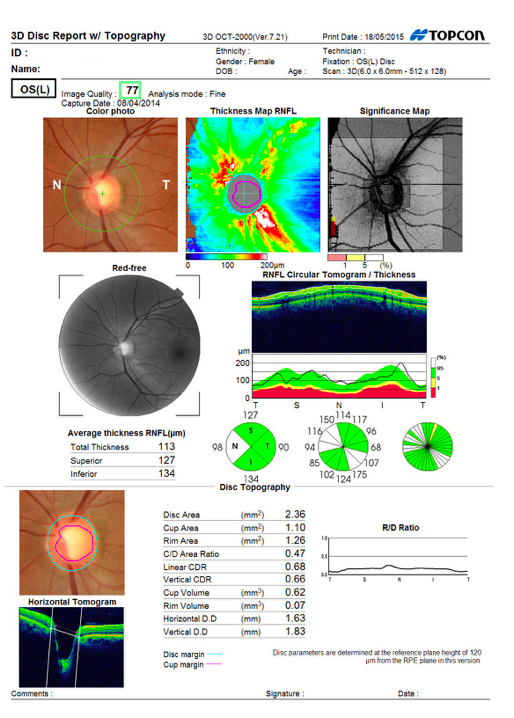 3D Disc Report w/ Topography 3D OCT-2000(Ver.7.21) Print Date : 18/05/2015 TOPCON
ID : Ethnicity : Technician :
Gender : Female Fixation : OS(L) Disc
Name: DOB : Age : Scan : 3D(6.0 x 6.0mm - 512 x 128)
OS(L) Image Quality : 77 Analysis mode : Fine
Capture Date : 08/04/2014
Color photo Thickness Map RNFL Significance Map
N T
0 100 200μm 1 5 (%)
Red-free RNFL Circular Tomogram / Thickness
μm
200
100
0
(%)
95
5
1
T S N I T
127
98 N S T I 90
134
114 117
150 96
116 68
94 107
85 175
102 124
Average thickness RNFL(μm)
Total Thickness 113
Superior 127
Inferior 134
Disc Topography
Disc Area (mm²) 2.36
Cup Area (mm²) 1.10
Rim Area (mm²) 1.26
C/D Area Ratio 0.47
Linear CDR 0.68
Vertical CDR 0.66
Cup Volume (mm³) 0.62
Rim Volume (mm³) 0.07
Horizontal D.D (mm) 1.63
Vertical D.D (mm) 1.83
R/D Ratio
1.0
0.5
0.0
T S N I T
Horizontal Tomogram
Disc margin
Cup margin
Disc parameters are determined at the reference plane height of 120
μm from the RPE plane in this version.
Comments : Signature : Date :